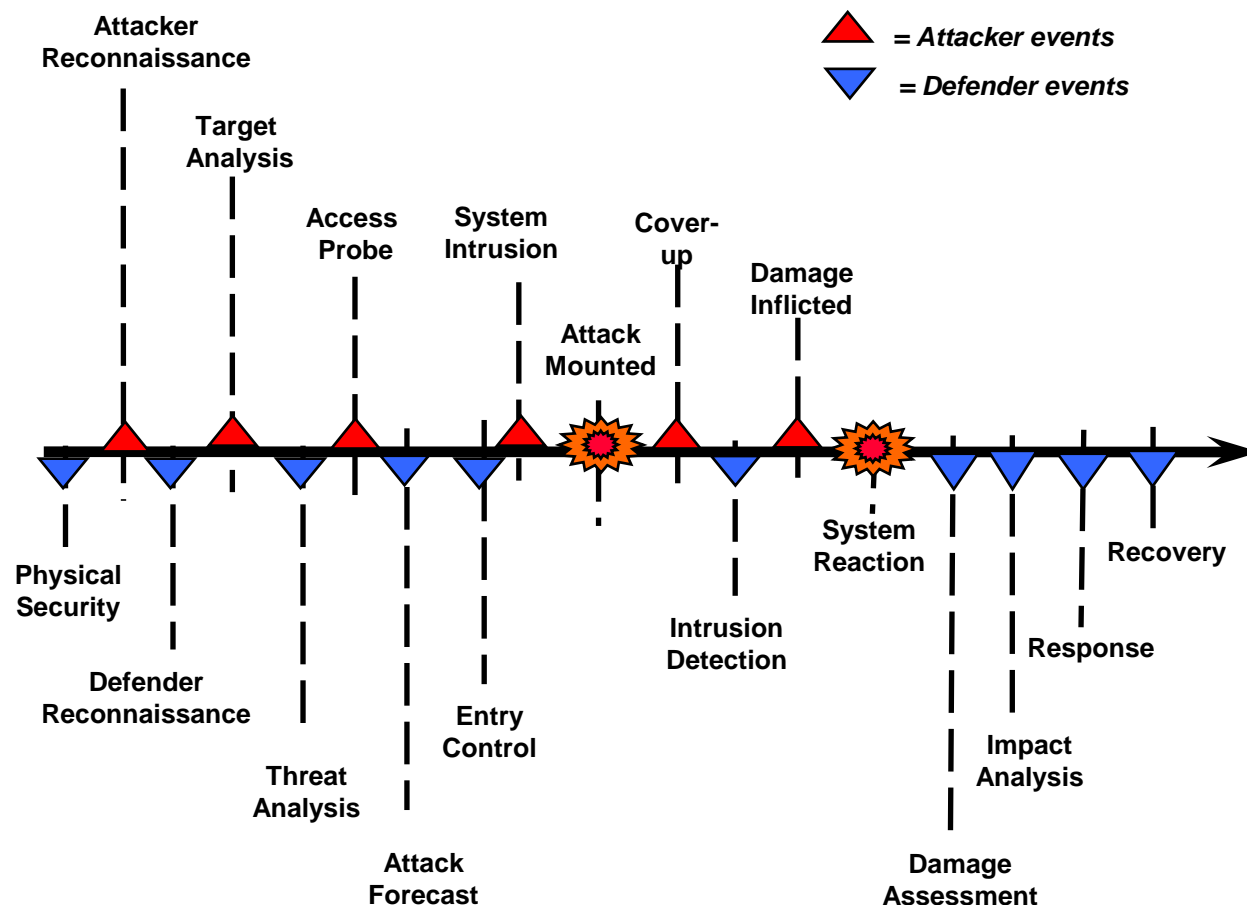 Attacker
Reconnaissance
= Attacker events
= Defender events
Target
Analysis
Access
Probe
System
Intrusion
Cover-
up
Damage
Inflicted
Attack
Mounted
Physical
Security
Defender
Reconnaissance
Threat
Analysis
Attack
Forecast
Entry
Control
Intrusion
Detection
System
Reaction
Damage
Assessment
Impact
Analysis
Response
Recovery